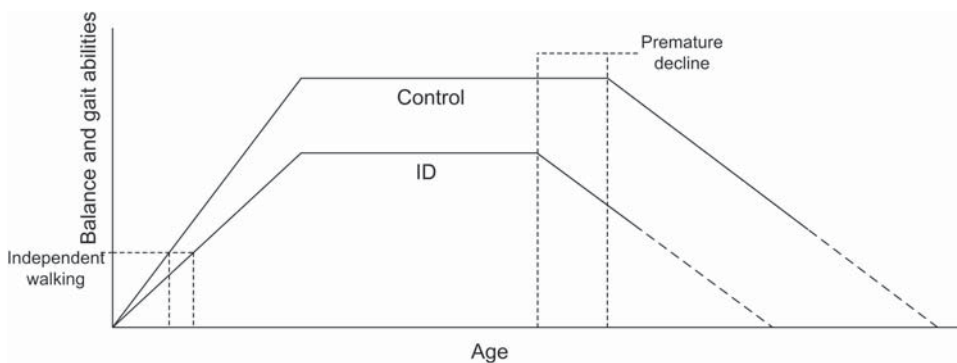 Balance and gait abilities
Premature
decline
Control
ID
Independent
walking
Age